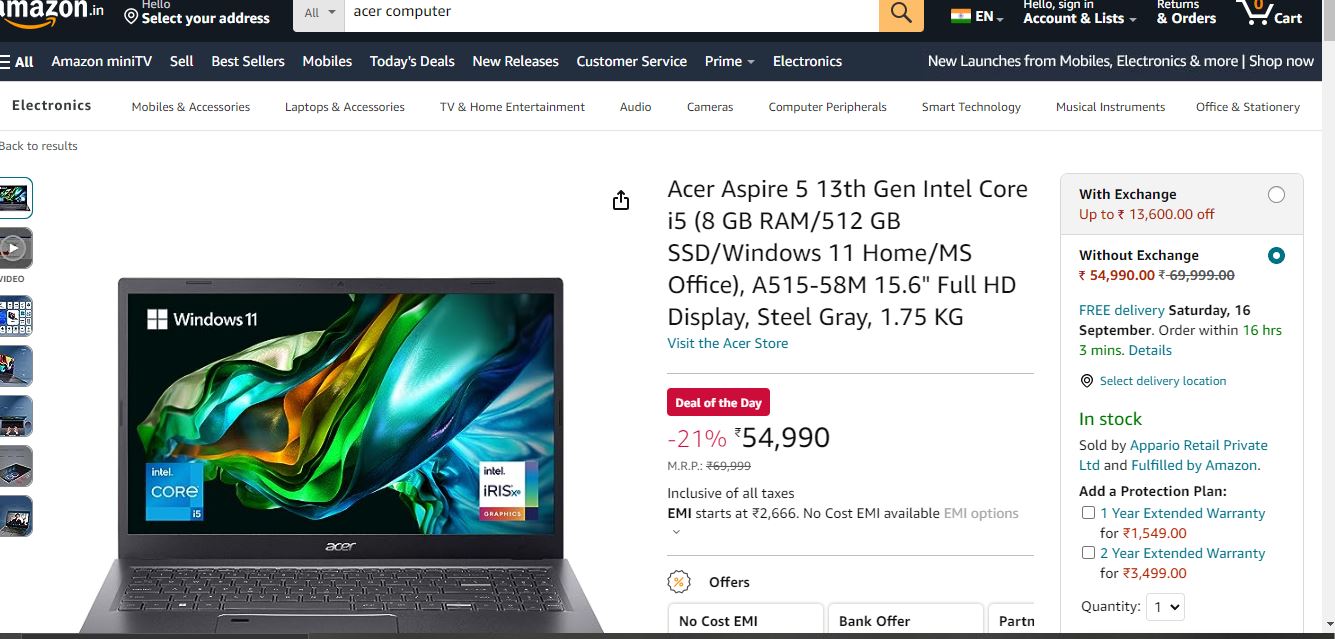 amazon.in
Hello
Select your address
All
acer computer
EN
Hello, sign in
Account & Lists
Returns
& Orders
0
Cart
All
Amazon miniTV
Sell
Best Sellers
Mobiles
Today's Deals
New Releases
Customer Service
Prime
Electronics
New Launches from Mobiles, Electronics & more | Shop now
Electronics
Mobiles & Accessories
Laptops & Accessories
TV & Home Entertainment
Audio
Cameras
Computer Peripherals
Smart Technology
Musical Instruments
Office & Stationery
Back to results
VIDEO
Windows 11
intel.
CORE
i5
intel.
iRIS xe
GRAPHICS
acer
Acer Aspire 5 13th Gen Intel Core
i5 (8 GB RAM/512 GB
SSD/Windows 11 Home/MS
Office), A515-58M 15.6" Full HD
Display, Steel Gray, 1.75 KG
Visit the Acer Store
Deal of the Day
-21% ₹54,990
M.R.P.: ₹69,999
Inclusive of all taxes
EMI starts at ₹2,666. No Cost EMI available EMI options
Offers
No Cost EMI
Bank Offer
Partn
With Exchange
Up to ₹ 13,600.00 off
Without Exchange
₹ 54,990.00 ₹ 69,999.00
FREE delivery Saturday, 16
September. Order within 16 hrs
3 mins. Details
Select delivery location
In stock
Sold by Appario Retail Private
Ltd and Fulfilled by Amazon.
Add a Protection Plan:
1 Year Extended Warranty
for ₹1,549.00
2 Year Extended Warranty
for ₹3,499.00
Quantity: 1